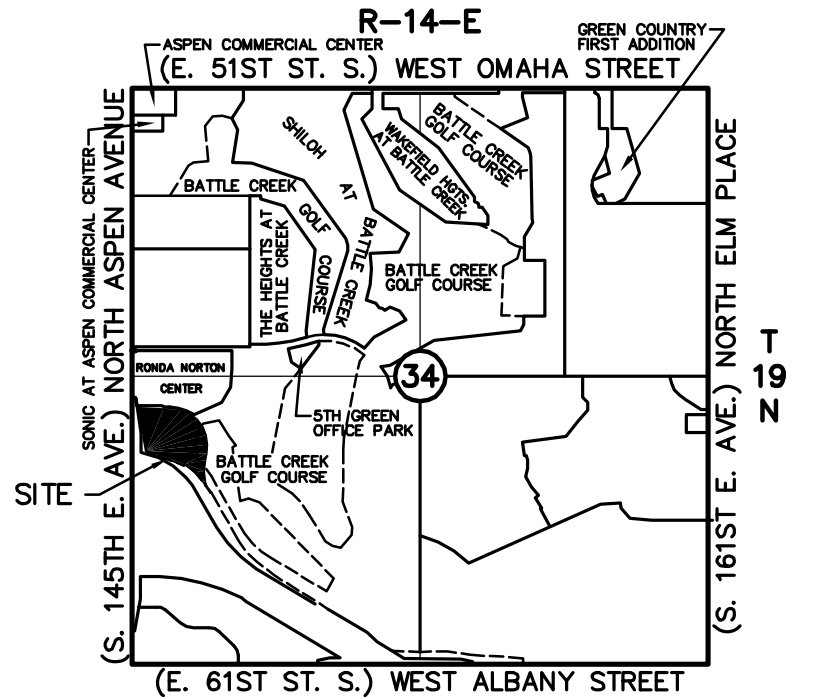 R-14-E
ASPEN COMMERCIAL CENTER
GREEN COUNTRY
FIRST ADDITION
(E. 51ST ST. S.) WEST OMAHA STREET
SONIC AT ASPEN COMMERCIAL CENTER
(S. 145TH E. AVE.) NORTH ASPEN AVENUE
SHILOH
AT
BATTLE CREEK
BATTLE CREEK
GOLF
COURSE
WAKEFIELD HGTS.
AT BATTLE CREEK
BATTLE CREEK
GOLF COURSE
THE HEIGHTS AT
BATTLE CREEK
BATTLE CREEK
GOLF COURSE
(S. 161ST E. AVE.) NORTH ELM PLACE
T
19
N
34
RONDA NORTON
CENTER
5TH GREEN
OFFICE PARK
BATTLE CREEK
GOLF COURSE
SITE
(E. 61ST ST. S.) WEST ALBANY STREET